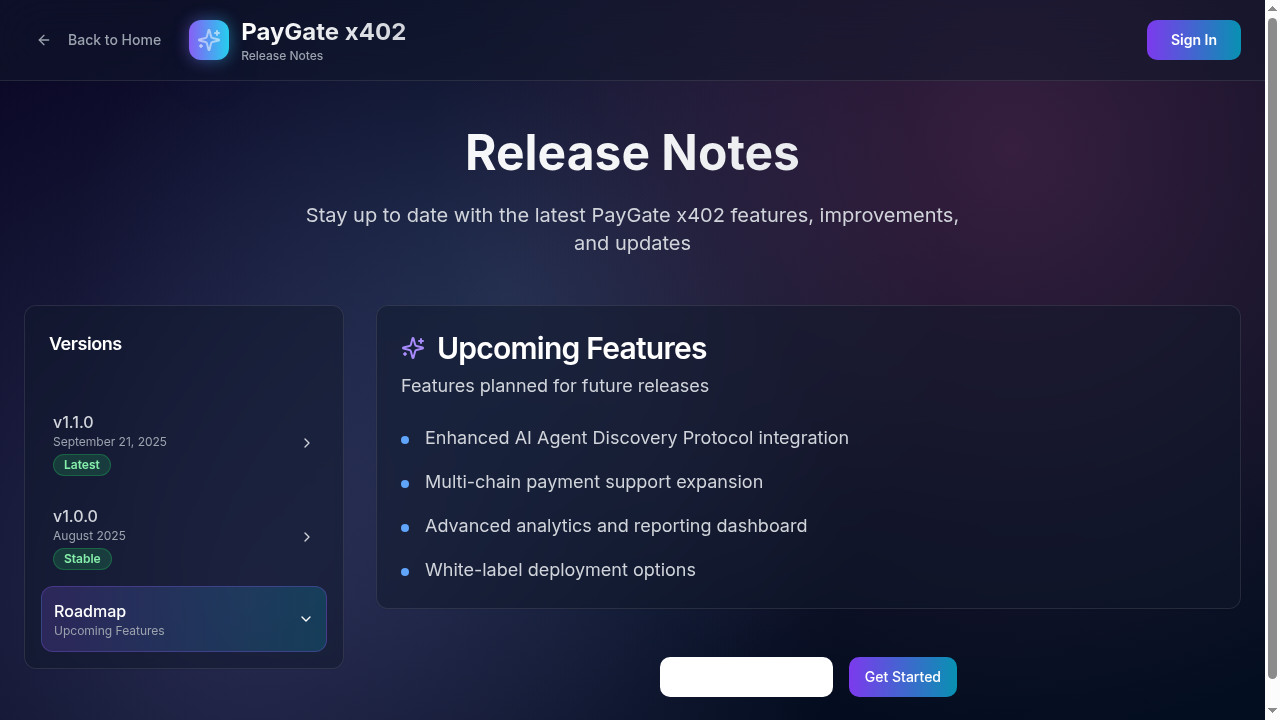 Back to Home
PayGate x402
Release Notes
Sign In
Release Notes
Stay up to date with the latest PayGate x402 features, improvements,
and updates
Versions
v1.1.0
September 21, 2025
Latest
v1.0.0
August 2025
Stable
Roadmap
Upcoming Features
Upcoming Features
Features planned for future releases
Enhanced AI Agent Discovery Protocol integration
Multi-chain payment support expansion
Advanced analytics and reporting dashboard
White-label deployment options
Get Started